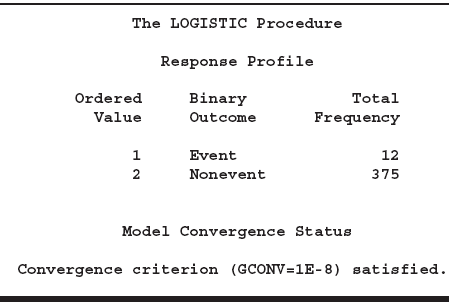 The LOGISTIC Procedure
Response Profile
Ordered Binary Total
Value Outcome Frequency
1 Event 12
2 Nonevent 375
Model Convergence Status
Convergence criterion (GCONV=1E-8) satisfied.